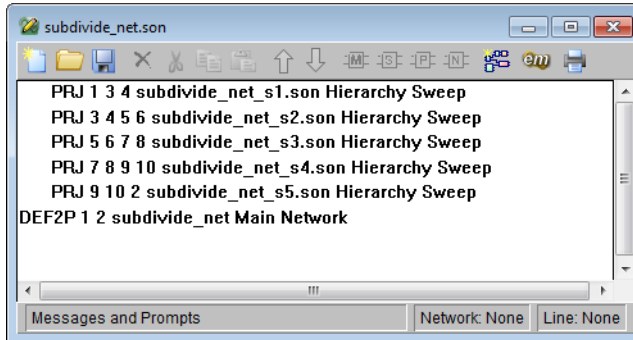 subdivide_net.son
M S P N em
PRJ 1 3 4 subdivide_net_s1.son Hierarchy Sweep
PRJ 3 4 5 6 subdivide_net_s2.son Hierarchy Sweep
PRJ 5 6 7 8 subdivide_net_s3.son Hierarchy Sweep
PRJ 7 8 9 10 subdivide_net_s4.son Hierarchy Sweep
PRJ 9 10 2 subdivide_net_s5.son Hierarchy Sweep
DEF2P 1 2 subdivide_net Main Network
Messages and Prompts Network: None Line: None